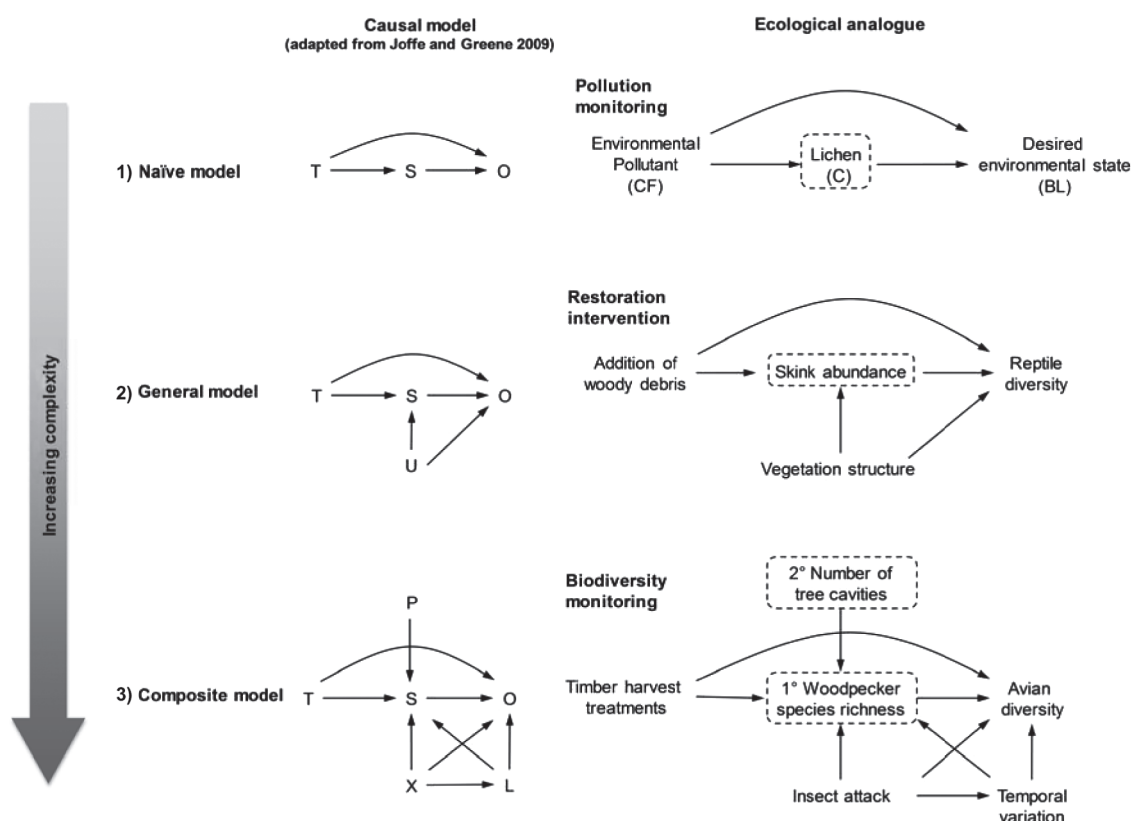 Causal model
(adapted from Joffe and Greene 2009)
Ecological analogue
Increasing complexity
1) Naïve model
T
S
O
Pollution
monitoring
Environmental
Pollutant
(CF)
Lichen
(C)
Desired
environmental state
(BL)
2) General model
T
S
O
U
Restoration
intervention
Addition of
woody debris
Skink abundance
Reptile
diversity
Vegetation structure
3) Composite model
P
T
S
O
X
L
Biodiversity
monitoring
2° Number of
tree cavities
Timber harvest
treatments
1° Woodpecker
species richness
Avian
diversity
Insect attack
Temporal
variation